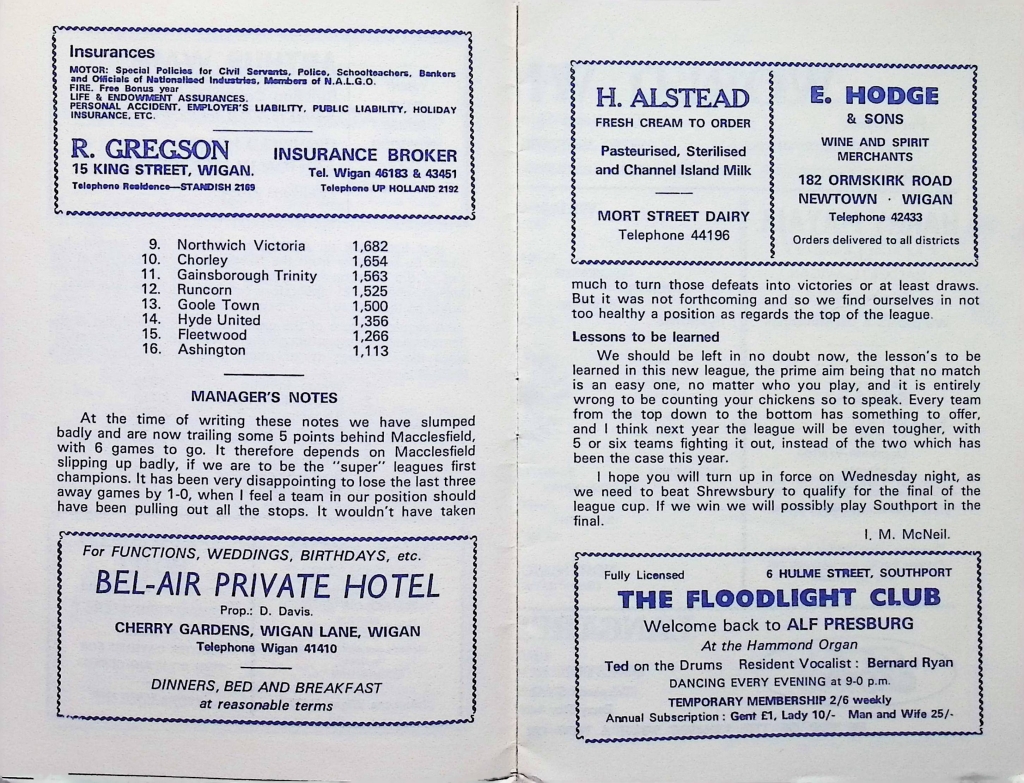 Insurances
MOTOR: Special Policies for Civil Servants, Police, Schoolteachers, Bankers
and Officials of Nationalised Industries, Members of N.A.L.G.O.
FIRE. Free Bonus year
LIFE & ENDOWMENT ASSURANCES.
PERSONAL ACCIDENT, EMPLOYER'S LIABILITY, PUBLIC LIABILITY, HOLIDAY
INSURANCE, ETC.
R. GREGSON INSURANCE BROKER
15 KING STREET, WIGAN. Tel. Wigan 46183 & 43451
Telephone Residence—STANDISH 2169 Telephone UP HOLLAND 2192
9. Northwich Victoria 1,682
10. Chorley 1,654
11. Gainsborough Trinity 1,563
12. Runcorn 1,525
13. Goole Town 1,500
14. Hyde United 1,356
15. Fleetwood 1,266
16. Ashington 1,113
MANAGER'S NOTES
At the time of writing these notes we have slumped
badly and are now trailing some 5 points behind Macclesfield,
with 6 games to go. It therefore depends on Macclesfield
slipping up badly, if we are to be the "super" leagues first
champions. It has been very disappointing to lose the last three
away games by 1-0, when I feel a team in our position should
have been pulling out all the stops. It wouldn't have taken
For FUNCTIONS, WEDDINGS, BIRTHDAYS, etc.
BEL-AIR PRIVATE HOTEL
Prop.: D. Davis.
CHERRY GARDENS, WIGAN LANE, WIGAN
Telephone Wigan 41410
DINNERS, BED AND BREAKFAST
at reasonable terms
H. ALSTEAD
FRESH CREAM TO ORDER
Pasteurised, Sterilised
and Channel Island Milk
MORT STREET DAIRY
Telephone 44196
E. HODGE
& SONS
WINE AND SPIRIT
MERCHANTS
182 ORMSKIRK ROAD
NEWTOWN · WIGAN
Telephone 42433
Orders delivered to all districts
much to turn those defeats into victories or at least draws.
But it was not forthcoming and so we find ourselves in not
too healthy a position as regards the top of the league.
Lessons to be learned
We should be left in no doubt now, the lesson's to be
learned in this new league, the prime aim being that no match
is an easy one, no matter who you play, and it is entirely
wrong to be counting your chickens so to speak. Every team
from the top down to the bottom has something to offer,
and I think next year the league will be even tougher, with
5 or six teams fighting it out, instead of the two which has
been the case this year.
I hope you will turn up in force on Wednesday night, as
we need to beat Shrewsbury to qualify for the final of the
league cup. If we win we will possibly play Southport in the
final.
I. M. McNeil.
Fully Licensed 6 HULME STREET, SOUTHPORT
THE FLOODLIGHT CLUB
Welcome back to ALF PRESBURG
At the Hammond Organ
Ted on the Drums Resident Vocalist: Bernard Ryan
DANCING EVERY EVENING at 9-0 p.m.
TEMPORARY MEMBERSHIP 2/6 weekly
Annual Subscription: Gent £1, Lady 10/- Man and Wife 25/-